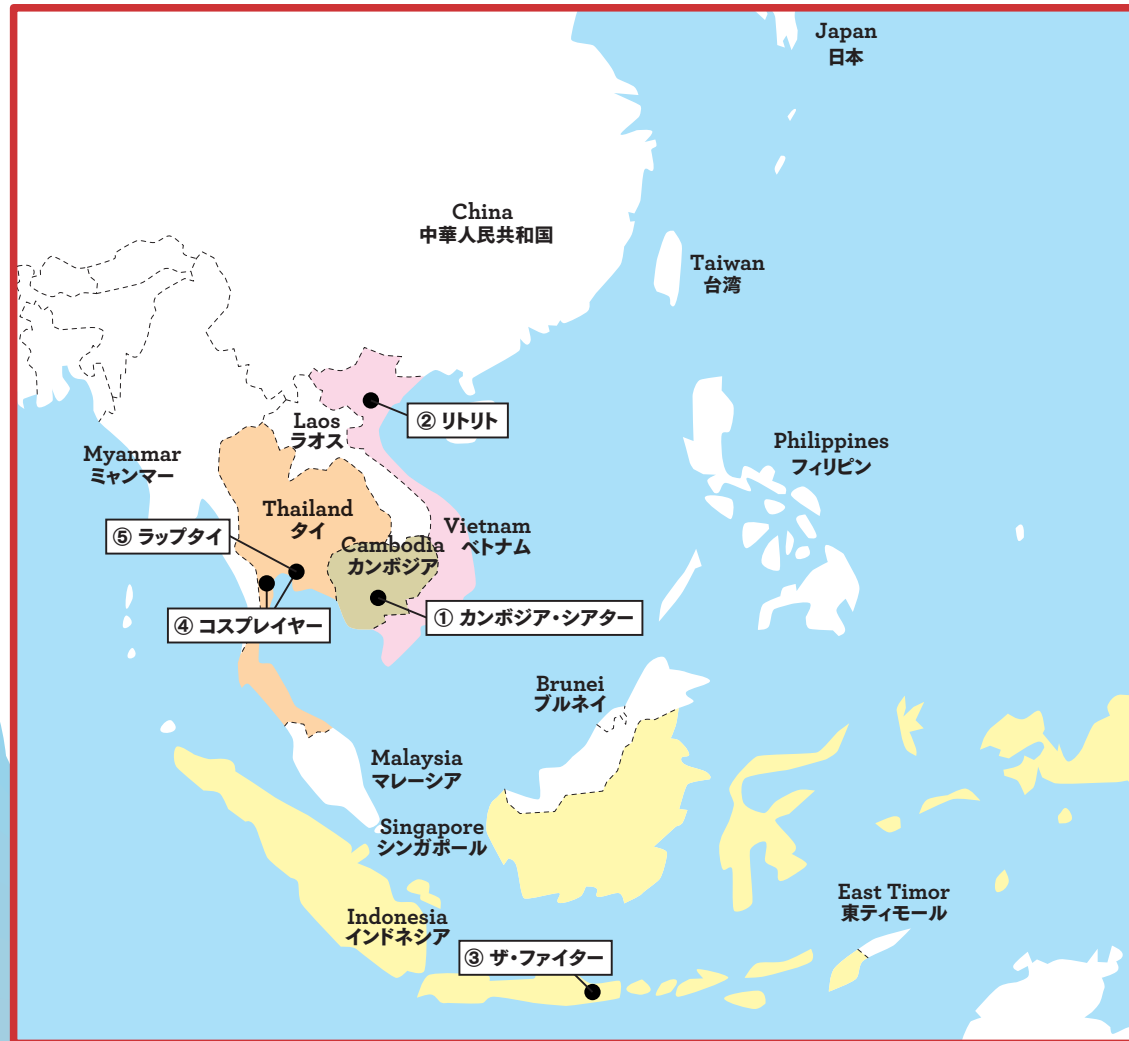 Japan
日本
China
中華人民共和国
Taiwan
台湾
② リトリト
Laos
ラオス
Philippines
フィリピン
Myanmar
ミャンマー
Thailand
タイ
Vietnam
ベトナム
⑤ ラップタイ
Cambodia
カンボジア
① カンボジア・シアター
④ コスプレイヤー
Brunei
ブルネイ
Malaysia
マレーシア
Singapore
シンガポール
East Timor
東ティモール
Indonesia
インドネシア
③ ザ・ファイター